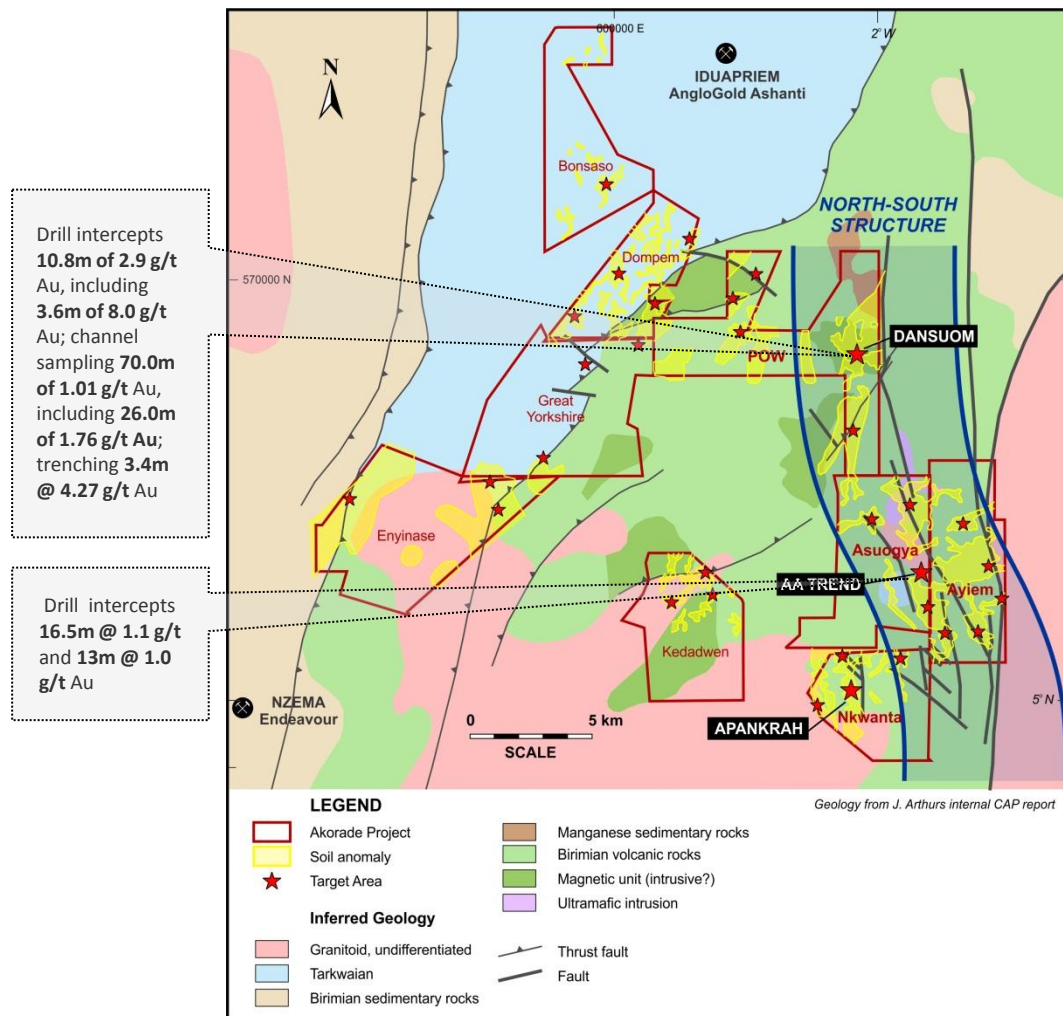 600000 E
2° W
N
IDUAPRIEM
AngloGold Ashanti
Bonsaso
NORTH-SOUTH
STRUCTURE
Drill intercepts
10.8m of 2.9 g/t
Au, including
3.6m of 8.0 g/t
Au; channel
sampling 70.0m
of 1.01 g/t Au,
including 26.0m
of 1.76 g/t Au;
trenching 3.4m
@ 4.27 g/t Au
Dompem
570000 N
DANSUOM
POW
Great
Yorkshire
Enyinase
Asuogya
AA TREND
Ayiem
Drill intercepts
16.5m @ 1.1 g/t
and 13m @ 1.0
g/t Au
Kedadwen
NZEMA
Endeavour
0 5 km
SCALE
5° N
Nkwanta
APANKRAH
LEGEND
Geology from J. Arthurs internal CAP report
Akorade Project
Soil anomaly
Target Area
Inferred Geology
Granitoid, undifferentiated
Tarkwaian
Birimian sedimentary rocks
Manganese sedimentary rocks
Birimian volcanic rocks
Magnetic unit (intrusive?)
Ultramafic intrusion
Thrust fault
Fault